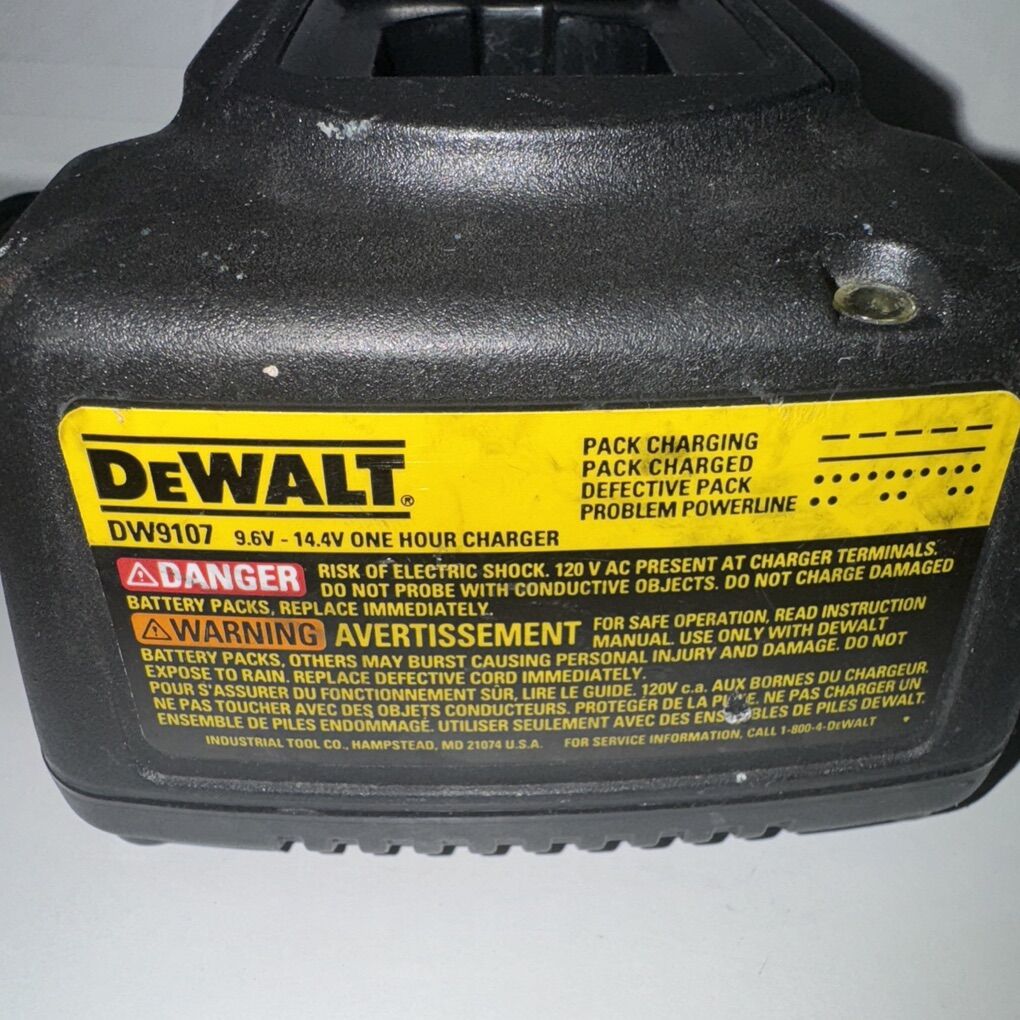 DEWALT®
DW9107 9.6V - 14.4V ONE HOUR CHARGER
PACK CHARGING
PACK CHARGED
DEFECTIVE PACK
PROBLEM POWERLINE
DANGER RISK OF ELECTRIC SHOCK. 120 V AC PRESENT AT CHARGER TERMINALS.
DO NOT PROBE WITH CONDUCTIVE OBJECTS. DO NOT CHARGE DAMAGED
BATTERY PACKS, REPLACE IMMEDIATELY.
WARNING AVERTISSEMENT FOR SAFE OPERATION, READ INSTRUCTION
MANUAL. USE ONLY WITH DEWALT
BATTERY PACKS, OTHERS MAY BURST CAUSING PERSONAL INJURY AND DAMAGE. DO NOT
EXPOSE TO RAIN. REPLACE DEFECTIVE CORD IMMEDIATELY.
POUR S'ASSURER DU FONCTIONNEMENT SÛR, LIRE LE GUIDE. 120V c.a. AUX BORNES DU CHARGEUR.
NE PAS TOUCHER AVEC DES OBJETS CONDUCTEURS. PROTEGÉR DE LA NE PAS CHARGER UN
ENSEMBLE DE PILES ENDOMMAGÉ. UTILISER SEULEMENT AVEC DES DE PILES DEWALT.
INDUSTRIAL TOOL CO., HAMPSTEAD, MD 21074 U.S.A. FOR SERVICE INFORMATION, CALL 1-800-4-DEWALT